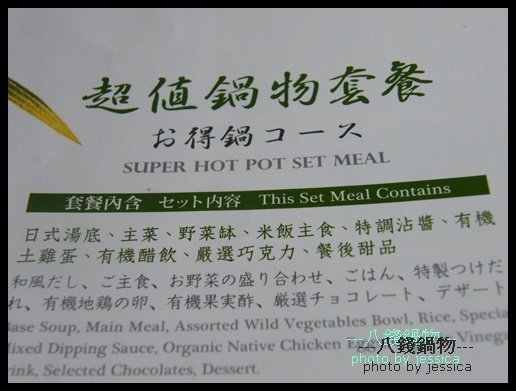 超值鍋物套餐
お得鍋コース
SUPER HOT POT SET MEAL
套餐內含 セット内容 This Set Meal Contains
日式湯底、主菜、野菜缽、米飯主食、特調沾醬、有機
土雞蛋、有機醋飲、嚴選巧克力、餐後甜品
和風だし、ご主食、お野菜の盛り合わせ、ごはん、特製つけだ
れ、有機地鶏の卵、有機果実酢、厳選チョコレート、デザート
Base Soup, Main Meal, Assorted Wild Vegetables Bowl, Rice, Special
Mixed Dipping Sauce, Organic Native Chicken Vinegar
Drink, Selected Chocolates, Dessert.
---八錢鍋物---
photo by jessica